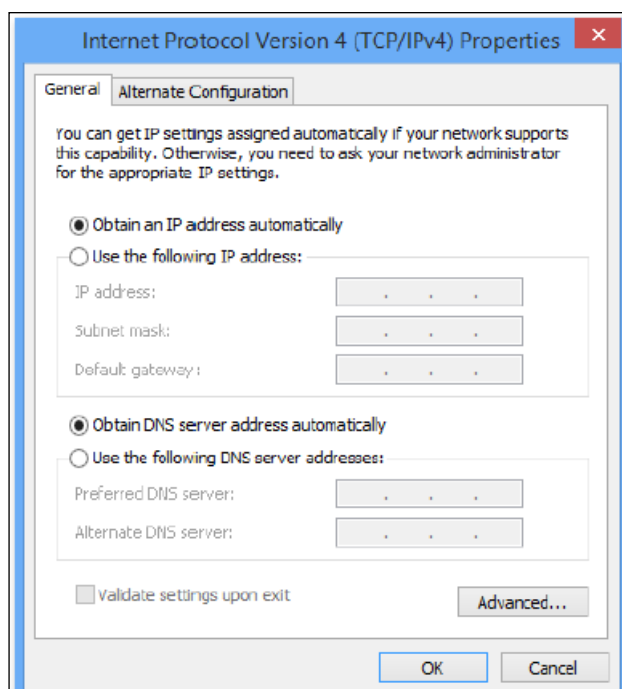 Internet Protocol Version 4 (TCP/IPv4) Properties
General
Alternate Configuration
You can get IP settings assigned automatically if your network supports
this capability. Otherwise, you need to ask your network administrator
for the appropriate IP settings.
Obtain an IP address automatically
Use the following IP address:
IP address:
Subnet mask:
Default gateway:
Obtain DNS server address automatically
Use the following DNS server addresses:
Preferred DNS server:
Alternate DNS server:
Validate settings upon exit
Advanced...
OK
Cancel